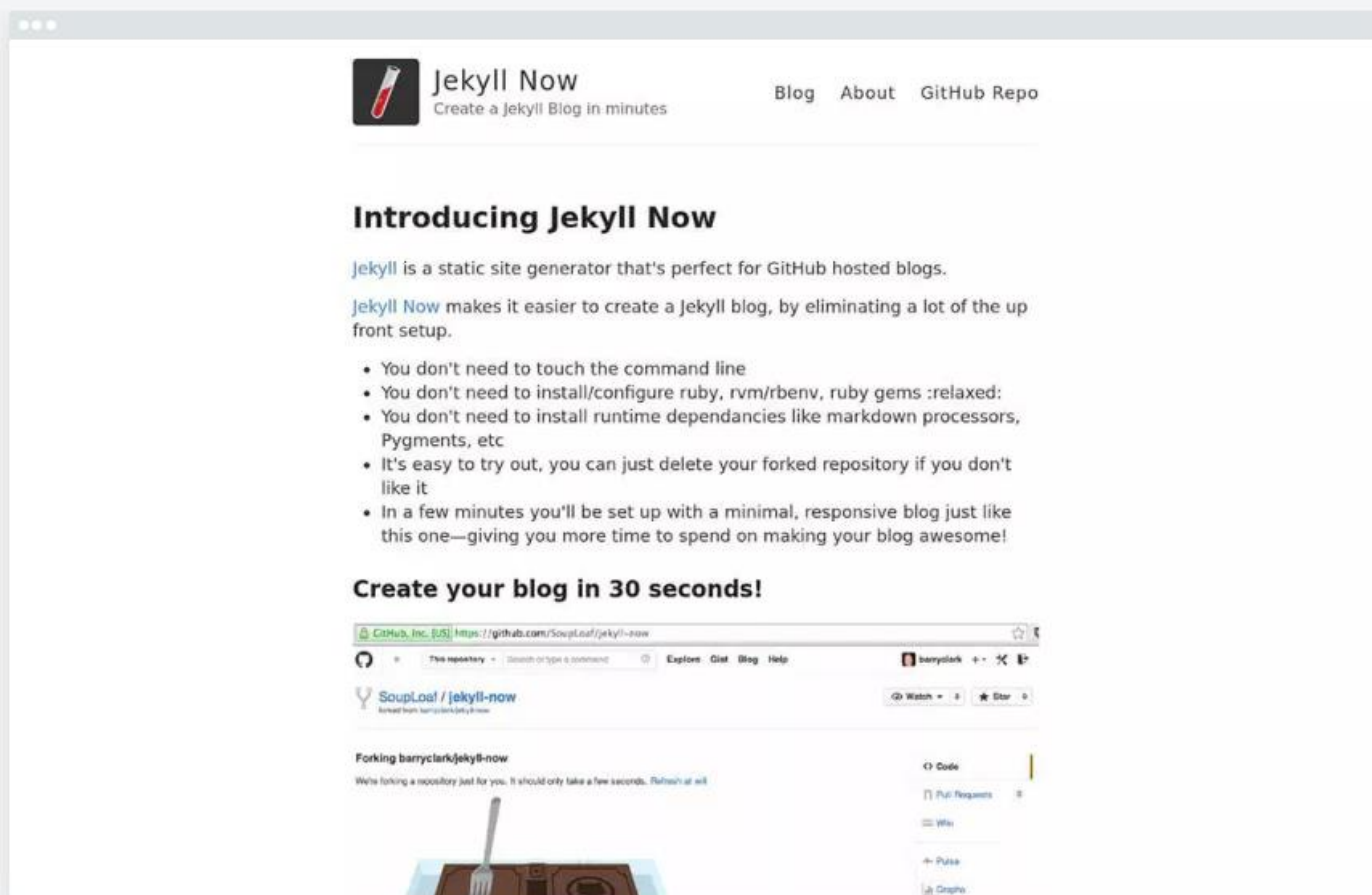 Jekyll Now
Create a Jekyll Blog in minutes
Blog About GitHub Repo
Introducing Jekyll Now
Jekyll is a static site generator that's perfect for GitHub hosted blogs.
Jekyll Now makes it easier to create a Jekyll blog, by eliminating a lot of the up
front setup.
• You don't need to touch the command line
• You don't need to install/configure ruby, rvm/rbenv, ruby gems :relaxed:
• You don't need to install runtime dependancies like markdown processors,
Pygments, etc
• It's easy to try out, you can just delete your forked repository if you don't
like it
• In a few minutes you'll be set up with a minimal, responsive blog just like
this one—giving you more time to spend on making your blog awesome!
Create your blog in 30 seconds!
GitHub, Inc. [US] https://github.com/SoupLoaf/jekyll-now
This repository Search or type a command Explore Gist Blog Help barryclark
SoupLoaf / jekyll-now Watch Star
forked from barryclark/jekyll-now
Forking barryclark/jekyll-now
We're forking a repository just for you. It should only take a few seconds. Refresh at will
Code
Pull Requests
Wiki
Pulse
Graphs